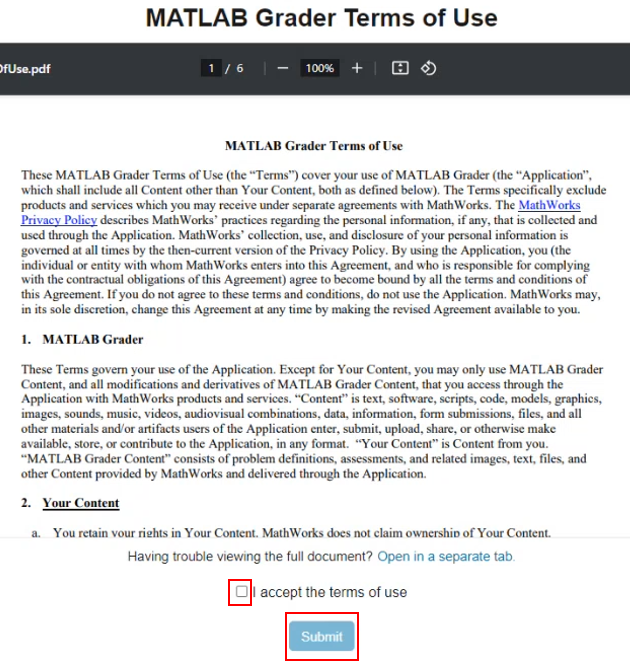 MATLAB Grader Terms of Use
OfUse.pdf 1 / 6 — 100% +
MATLAB Grader Terms of Use
These MATLAB Grader Terms of Use (the “Terms”) cover your use of MATLAB Grader (the “Application”,
which shall include all Content other than Your Content, both as defined below). The Terms specifically exclude
products and services which you may receive under separate agreements with MathWorks. The MathWorks
Privacy Policy describes MathWorks’ practices regarding the personal information, if any, that is collected and
used through the Application. MathWorks’ collection, use, and disclosure of your personal information is
governed at all times by the then-current version of the Privacy Policy. By using the Application, you (the
individual or entity with whom MathWorks enters into this Agreement, and who is responsible for complying
with the contractual obligations of this Agreement) agree to become bound by all the terms and conditions of
this Agreement. If you do not agree to these terms and conditions, do not use the Application. MathWorks may,
in its sole discretion, change this Agreement at any time by making the revised Agreement available to you.
1. MATLAB Grader
These Terms govern your use of the Application. Except for Your Content, you may only use MATLAB Grader
Content, and all modifications and derivatives of MATLAB Grader Content, that you access through the
Application with MathWorks products and services. “Content” is text, software, scripts, code, models, graphics,
images, sounds, music, videos, audiovisual combinations, data, information, form submissions, files, and all
other materials and/or artifacts users of the Application enter, submit, upload, share, or otherwise make
available, store, or contribute to the Application, in any format. “Your Content” is Content from you.
“MATLAB Grader Content” consists of problem definitions, assessments, and related images, text, files, and
other Content provided by MathWorks and delivered through the Application.
2. Your Content
a. You retain your rights in Your Content. MathWorks does not claim ownership of Your Content.
Having trouble viewing the full document? Open in a separate tab.
I accept the terms of use
Submit